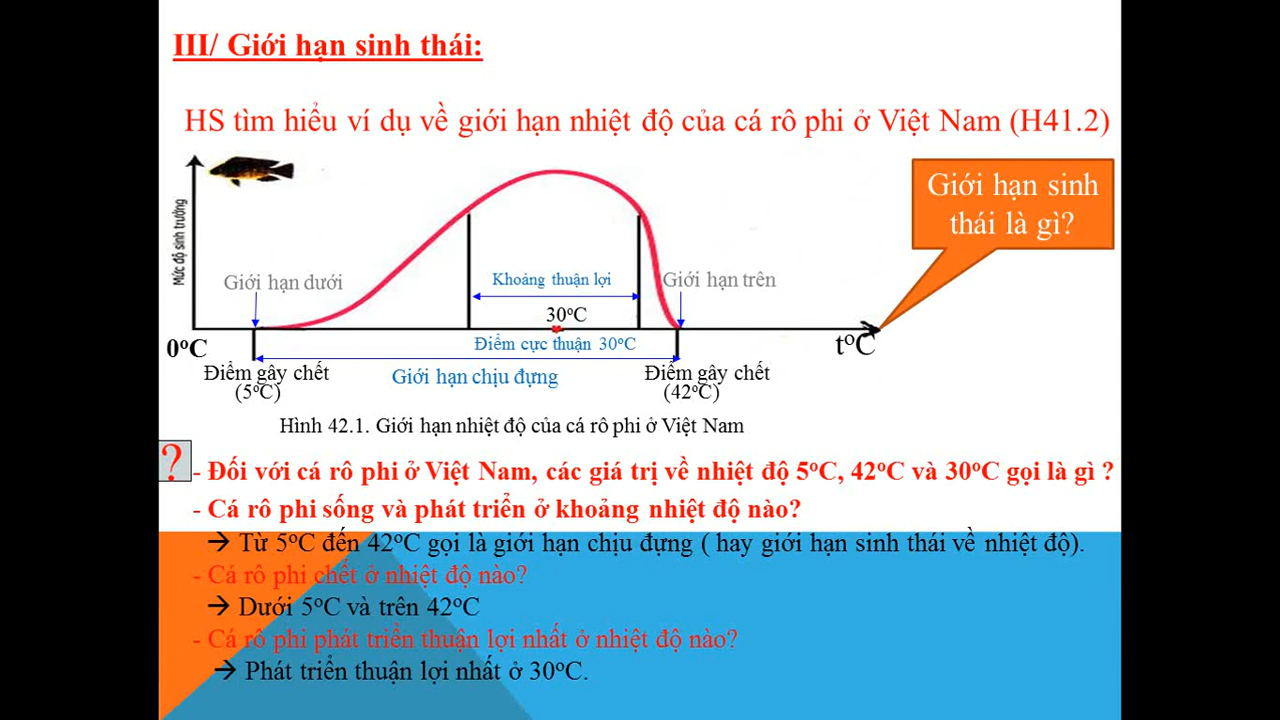 III/ Giới hạn sinh thái:
HS tìm hiểu ví dụ về giới hạn nhiệt độ của cá rô phi ở Việt Nam (H41.2)
Giới hạn sinh
thái là gì?
Mức độ sinh trưởng
Giới hạn dưới
Khoảng thuận lợi
Giới hạn trên
30°C
0°C
Điểm cực thuận 30°C
t°C
Điểm gây chết
(5°C)
Giới hạn chịu đựng
Điểm gây chết
(42°C)
Hình 42.1. Giới hạn nhiệt độ của cá rô phi ở Việt Nam
?
- Đối với cá rô phi ở Việt Nam, các giá trị về nhiệt độ 5°C, 42°C và 30°C gọi là gì ?
- Cá rô phi sống và phát triển ở khoảng nhiệt độ nào?
→ Từ 5°C đến 42°C gọi là giới hạn chịu đựng ( hay giới hạn sinh thái về nhiệt độ).
- Cá rô phi chết ở nhiệt độ nào?
→ Dưới 5°C và trên 42°C
- Cá rô phi phát triển thuận lợi nhất ở nhiệt độ nào?
→ Phát triển thuận lợi nhất ở 30°C.